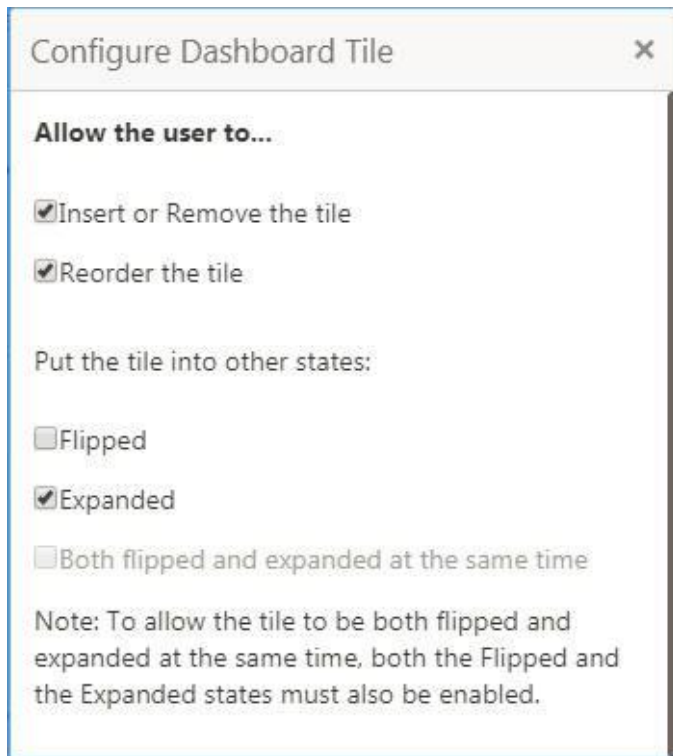 Configure Dashboard Tile
Allow the user to...
Insert or Remove the tile
Reorder the tile
Put the tile into other states:
Flipped
Expanded
Both flipped and expanded at the same time
Note: To allow the tile to be both flipped and
expanded at the same time, both the Flipped and
the Expanded states must also be enabled.